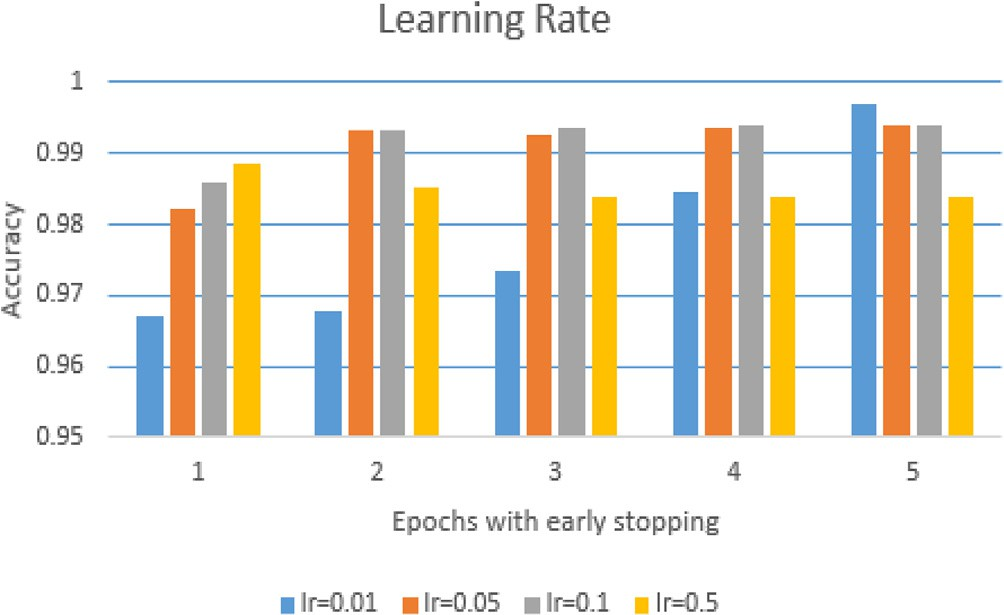 Learning Rate
1
0.99
0.98
0.97
0.96
0.95
Accuracy
1 2 3 4 5
Epochs with early stopping
lr=0.01 lr=0.05 lr=0.1 lr=0.5